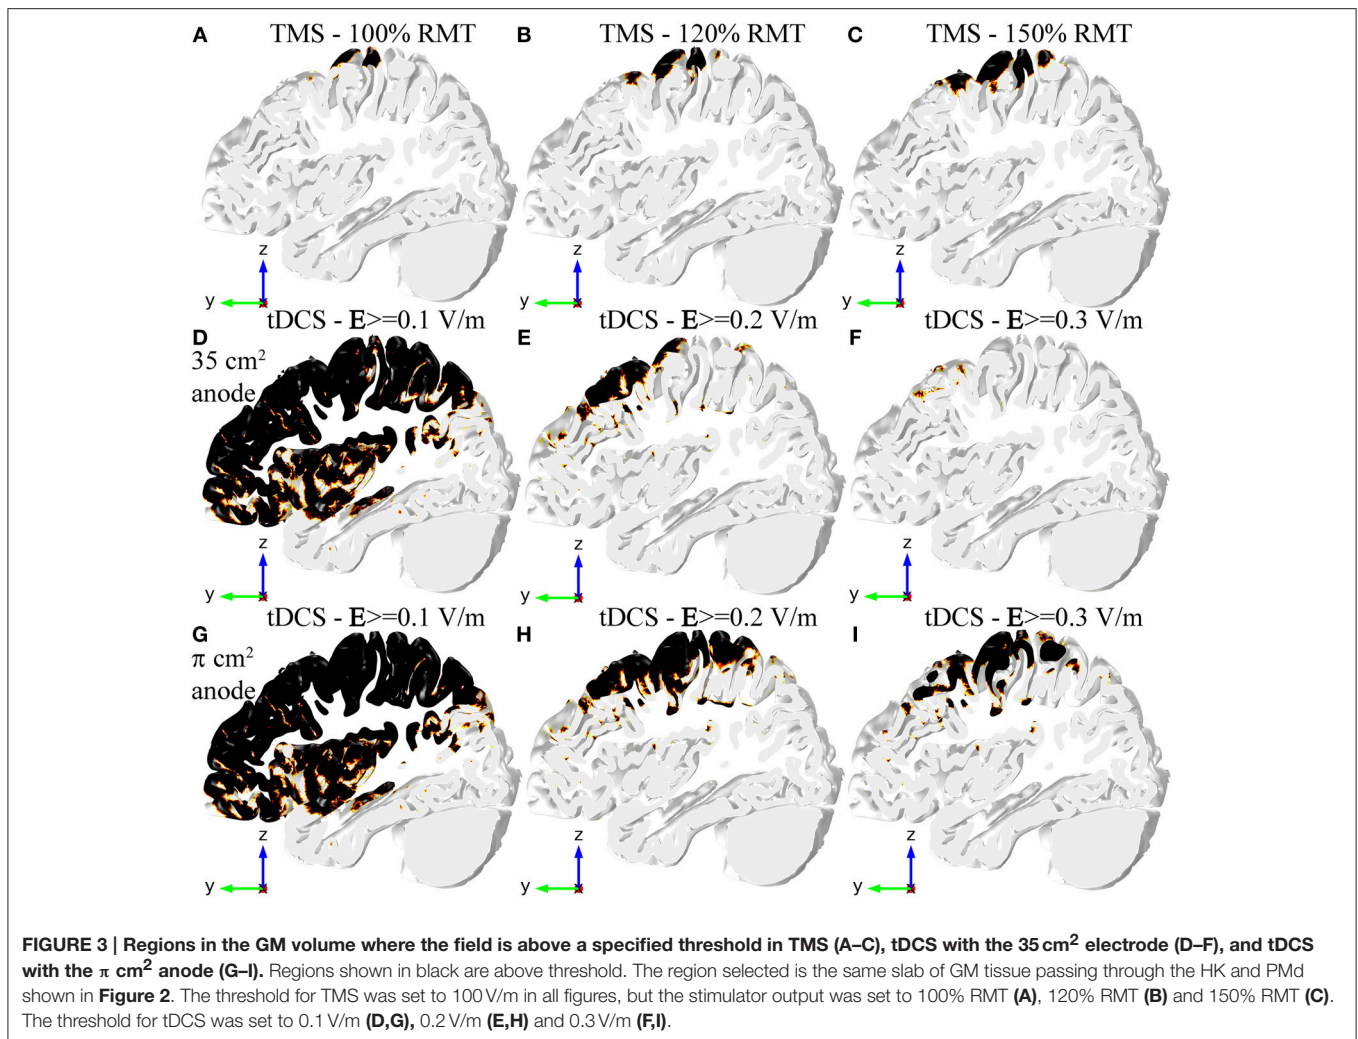 A TMS - 100% RMT
B TMS - 120% RMT
C TMS - 150% RMT
z
y
z
y
z
y
D tDCS - E>=0.1 V/m
35 cm²
anode
E tDCS - E>=0.2 V/m
F tDCS - E>=0.3 V/m
z
y
z
y
z
y
G tDCS - E>=0.1 V/m
π cm²
anode
H tDCS - E>=0.2 V/m
I tDCS - E>=0.3 V/m
z
y
z
y
z
y
FIGURE 3 | Regions in the GM volume where the field is above a specified threshold in TMS (A–C), tDCS with the 35 cm² electrode (D–F), and tDCS
with the π cm² anode (G–I). Regions shown in black are above threshold. The region selected is the same slab of GM tissue passing through the HK and PMd
shown in Figure 2. The threshold for TMS was set to 100 V/m in all figures, but the stimulator output was set to 100% RMT (A), 120% RMT (B) and 150% RMT (C).
The threshold for tDCS was set to 0.1 V/m (D,G), 0.2 V/m (E,H) and 0.3 V/m (F,I).